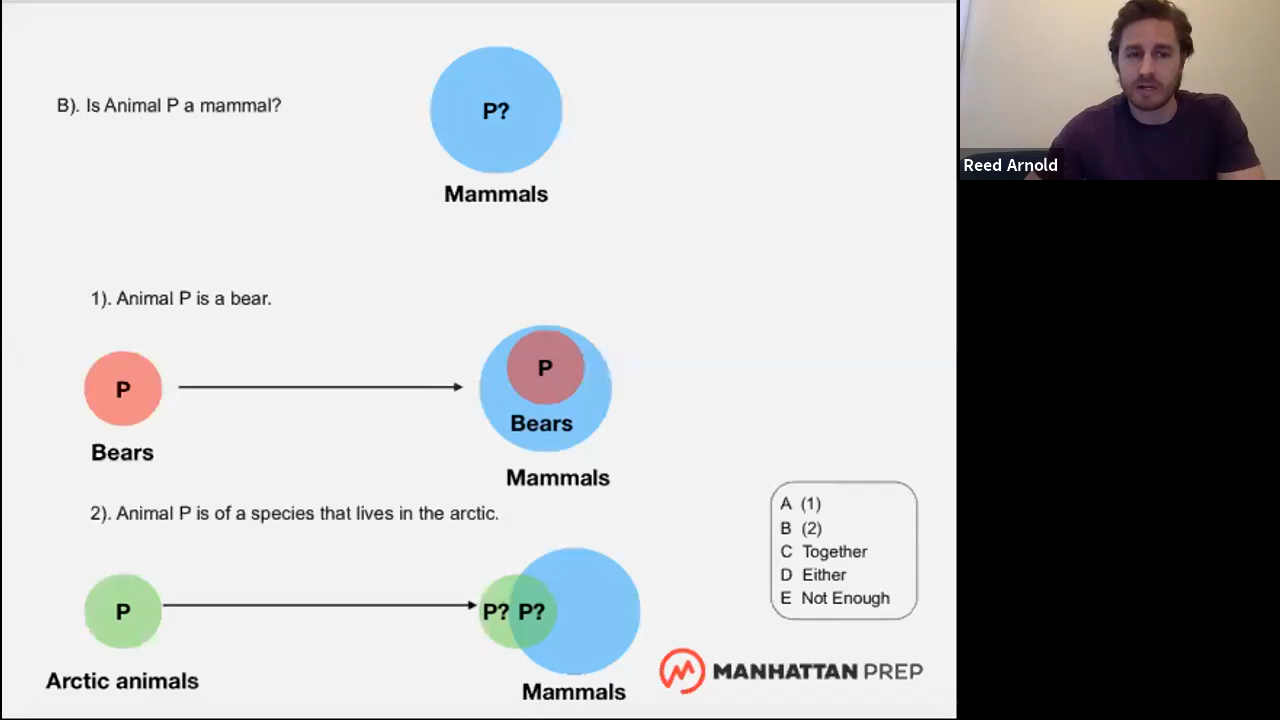 B). Is Animal P a mammal?
P?
Mammals
1). Animal P is a bear.
P
Bears
P
Bears
Mammals
2). Animal P is of a species that lives in the arctic.
P
Arctic animals
P? P?
Mammals
A (1)
B (2)
C Together
D Either
E Not Enough
MANHATTAN PREP
Reed Arnold